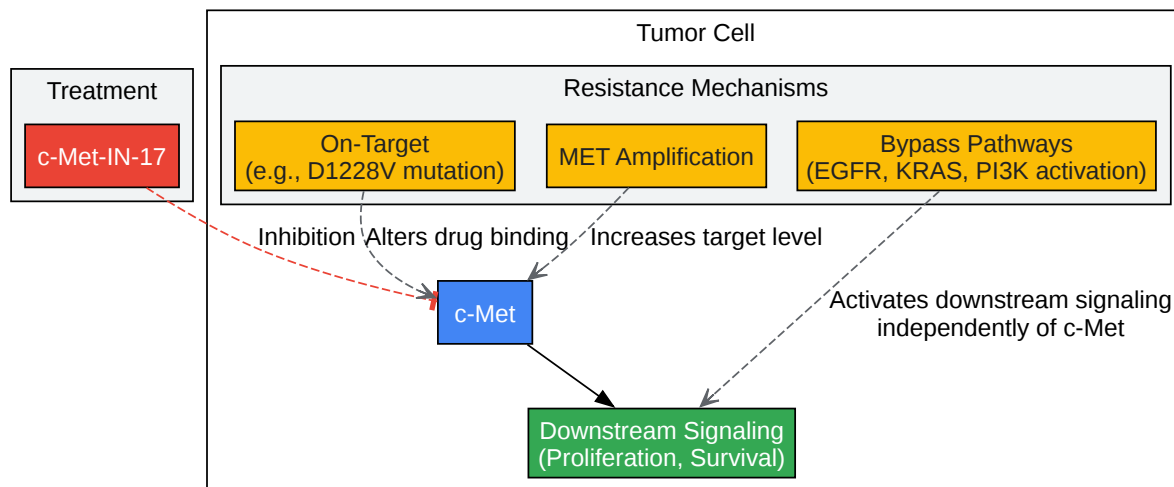 Tumor Cell
Treatment
Resistance Mechanisms
c-Met-IN-17
On-Target
(e.g., D1228V mutation)
MET Amplification
Bypass Pathways
(EGFR, KRAS, PI3K activation)
Inhibition
Alters drug binding
Increases target level
c-Met
Activates downstream signaling
independently of c-Met
Downstream Signaling
(Proliferation, Survival)